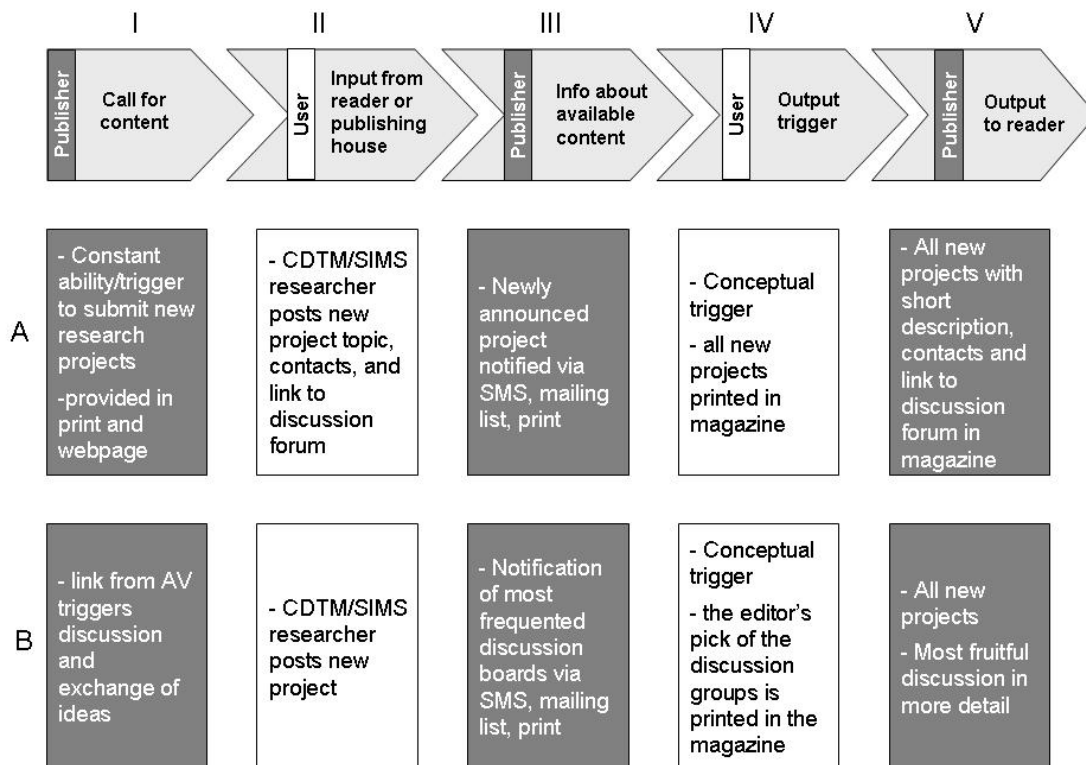 I
II
III
IV
V
Publisher
Call for
content
User
Input from
reader or
publishing
house
Publisher
Info about
available
content
User
Output
trigger
Publisher
Output
to reader
A
- Constant
ability/trigger
to submit new
research
projects
-provided in
print and
webpage
- CDTM/SIMS
researcher
posts new
project topic,
contacts, and
link to
discussion
forum
- Newly
announced
project
notified via
SMS, mailing
list, print
- Conceptual
trigger
- all new
projects
printed in
magazine
- All new
projects with
short
description,
contacts and
link to
discussion
forum in
magazine
B
- link from AV
triggers
discussion
and
exchange of
ideas
- CDTM/SIMS
researcher
posts new
project
- Notification
of most
frequented
discussion
boards via
SMS, mailing
list, print
- Conceptual
trigger
- the editor's
pick of the
discussion
groups is
printed in the
magazine
- All new
projects
- Most fruitful
discussion in
more detail